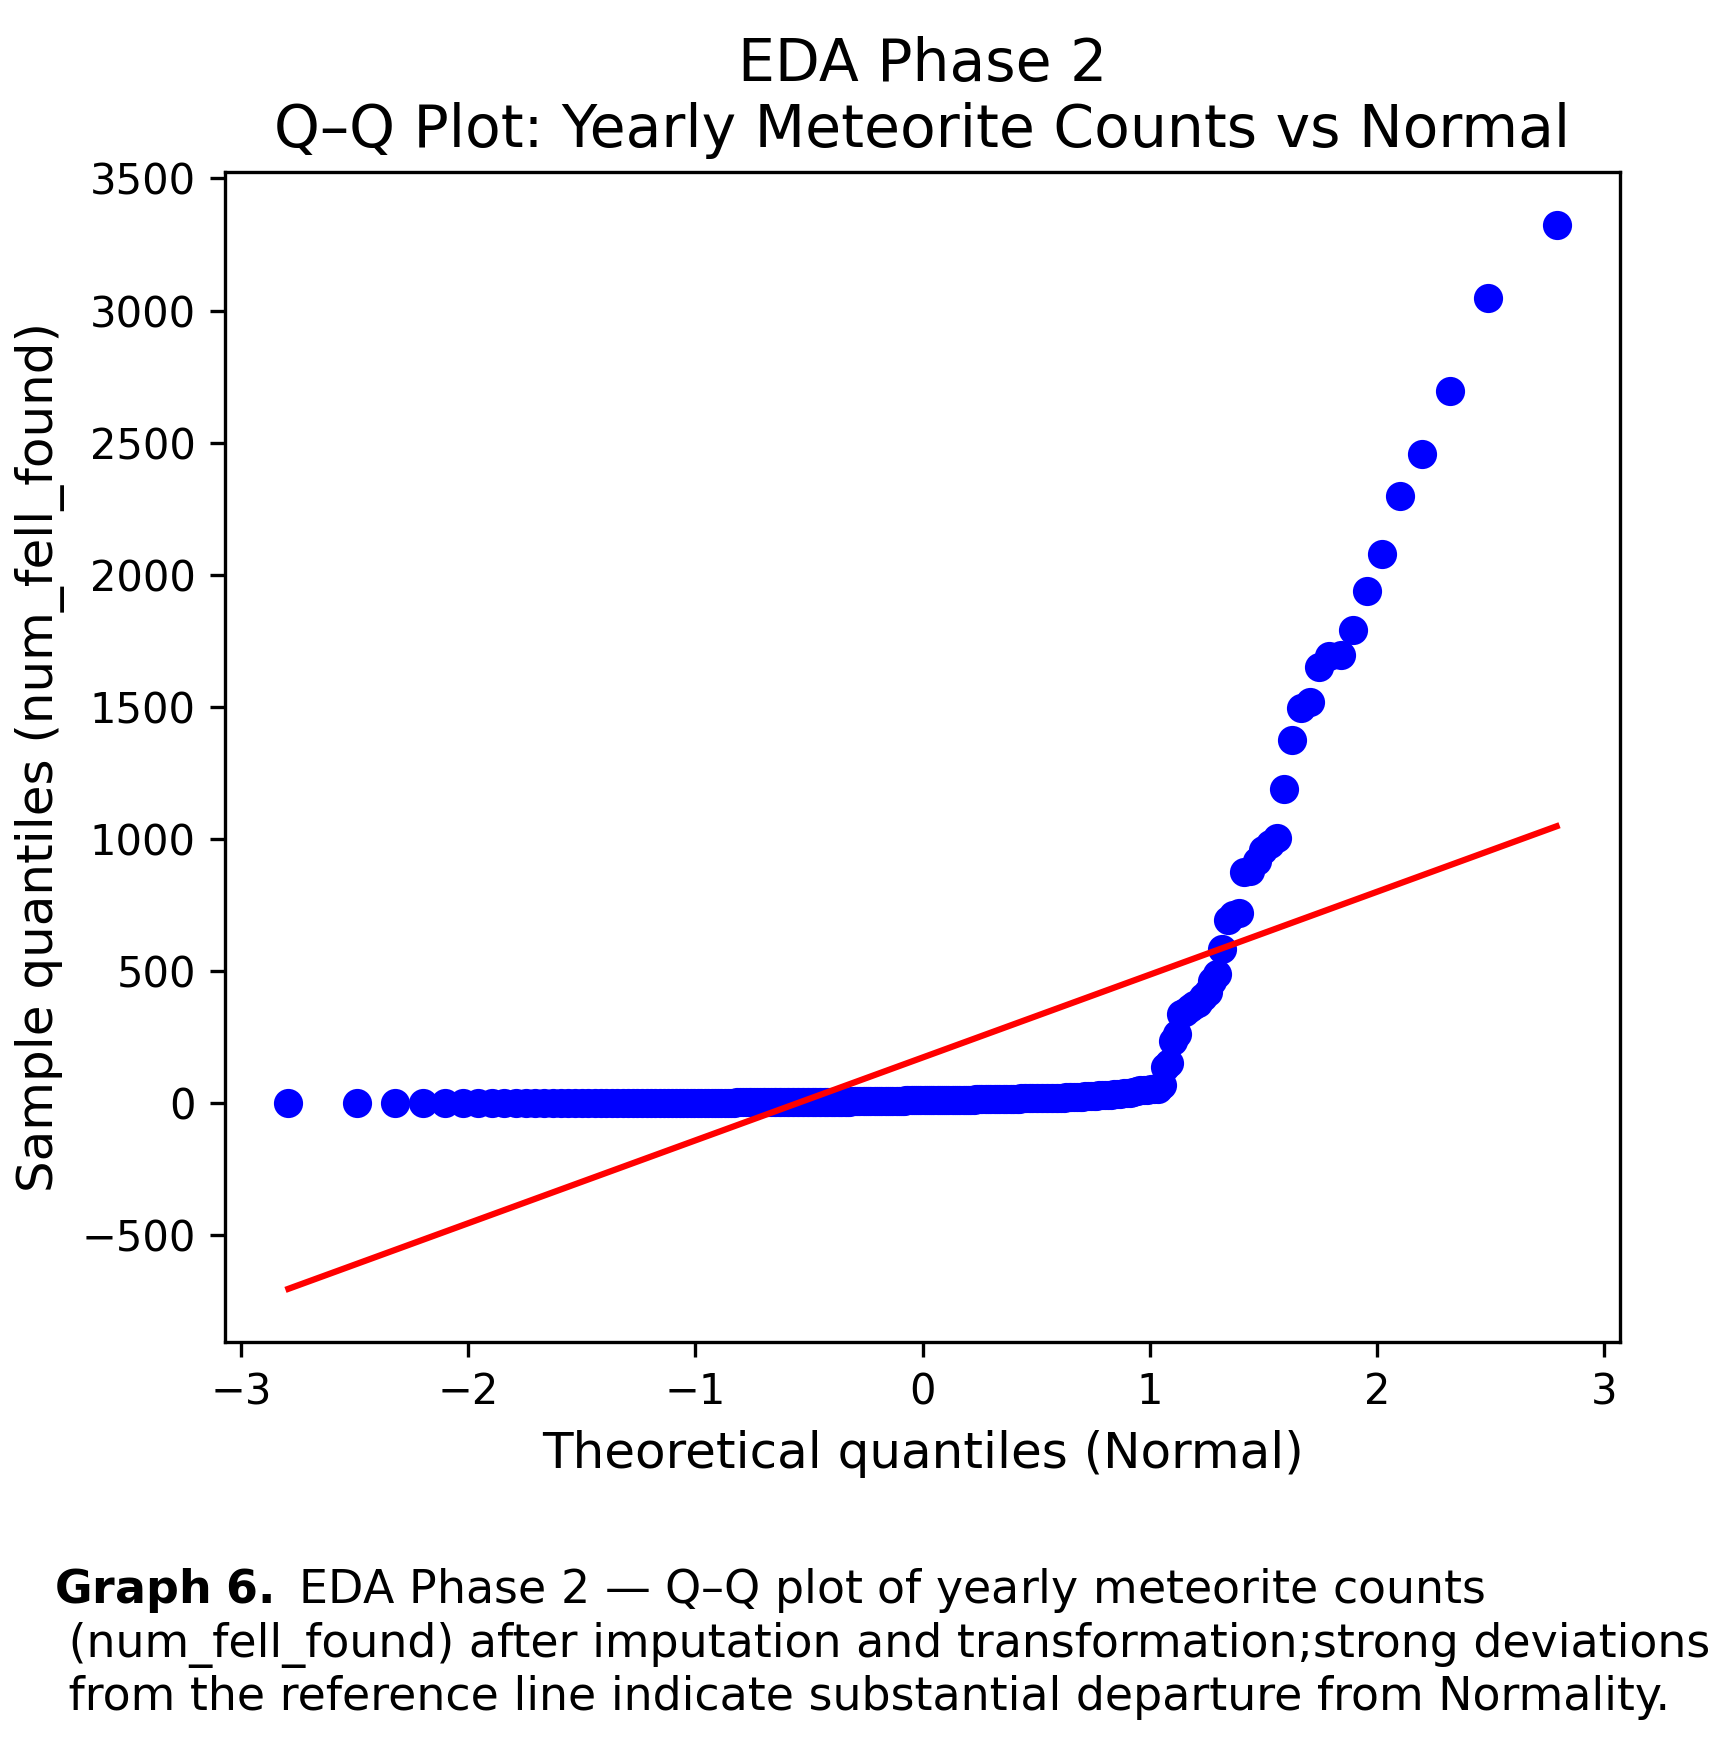 EDA Phase 2
Q–Q Plot: Yearly Meteorite Counts vs Normal
Sample quantiles (num_fell_found)
3500
3000
2500
2000
1500
1000
500
0
−500
−3 −2 −1 0 1 2 3
Theoretical quantiles (Normal)
Graph 6. EDA Phase 2 — Q–Q plot of yearly meteorite counts
(num_fell_found) after imputation and transformation;strong deviations
from the reference line indicate substantial departure from Normality.